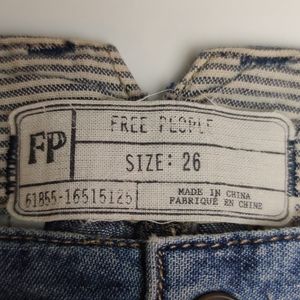 FP
FREE PEOPLE
SIZE: 26
61855-16515125
MADE IN CHINA
FABRIQUÉ EN CHINE